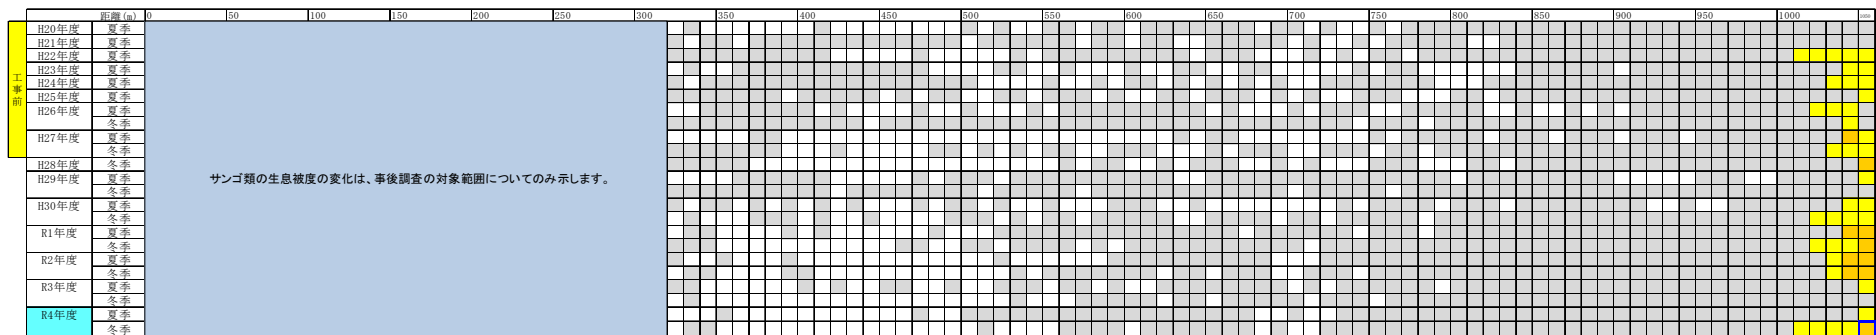 距離(m) 0 50 100 150 200 250 300 350 400 450 500 550 600 650 700 750 800 850 900 950 1000
工事前
H20年度 夏季
H21年度 夏季
H22年度 夏季
H23年度 夏季
H24年度 夏季
H25年度 夏季
H26年度 夏季
冬季
H27年度 夏季
冬季
H28年度 冬季
H29年度 夏季
サンゴ類の生息被度の変化は、事後調査の対象範囲についてのみ示します。
冬季
H30年度 夏季
冬季
R1年度 夏季
冬季
R2年度 夏季
冬季
R3年度 夏季
冬季
R4年度 夏季
冬季